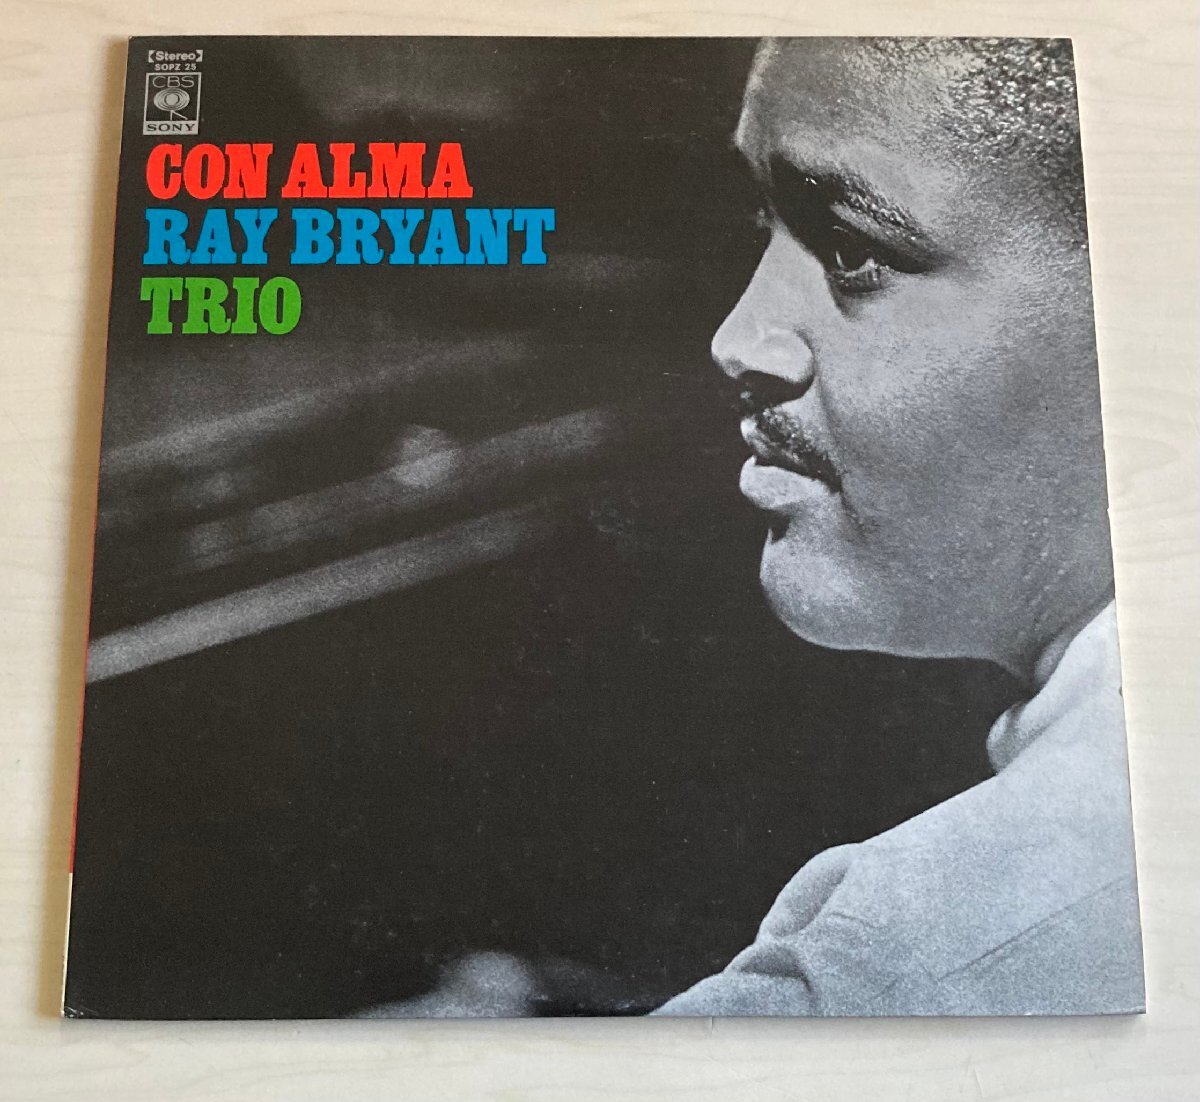 【Stereo】
SOPZ 25
CBS
SONY
CON ALMA
RAY BRYANT
TRIO